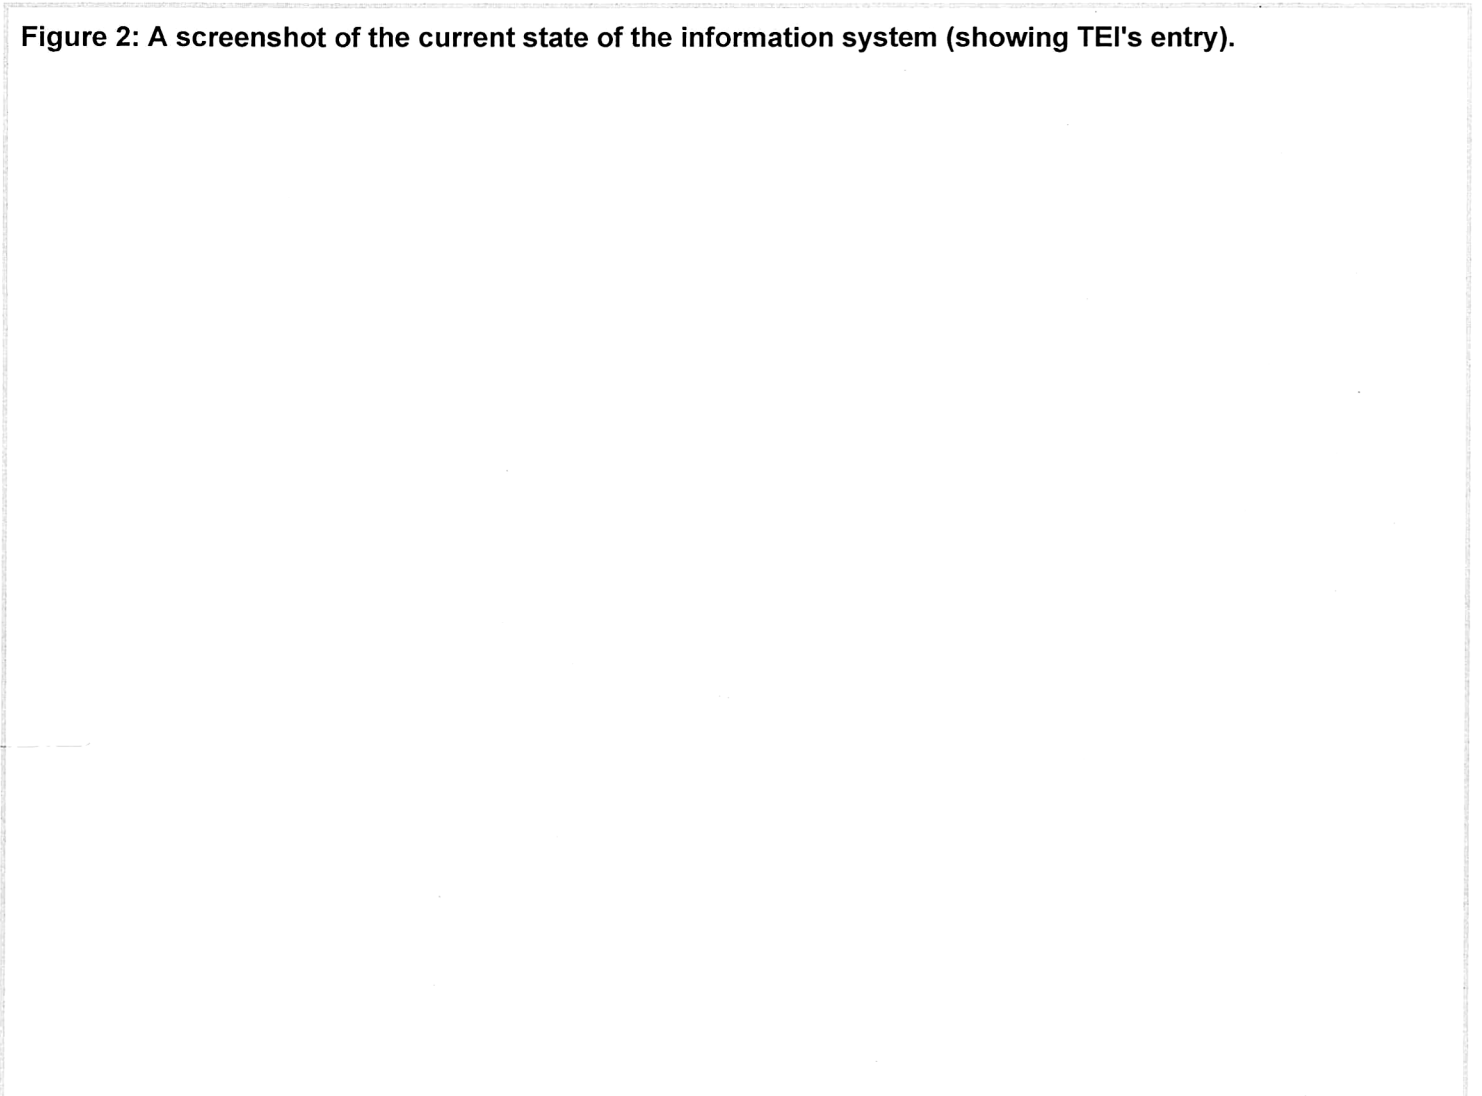 Figure 2: A screenshot of the current state of the information system (showing TEI's entry).